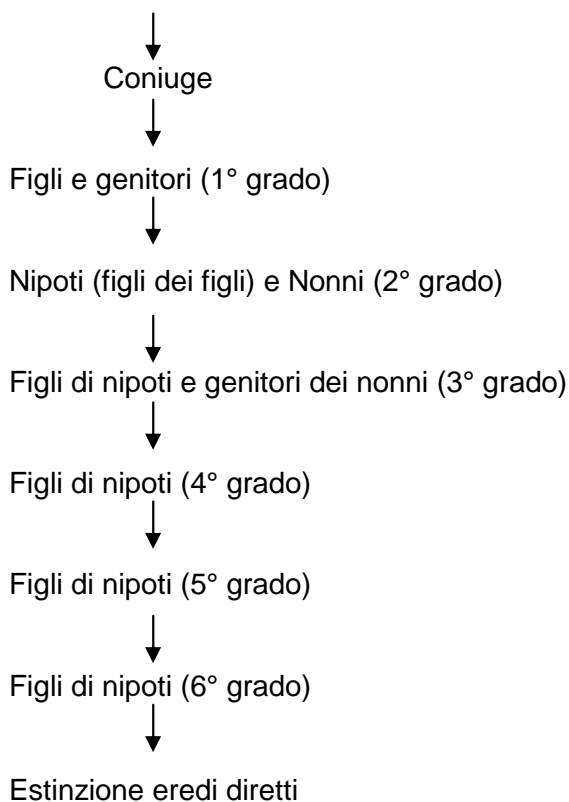 Coniuge
Figli e genitori (1° grado)
Nipoti (figli dei figli) e Nonni (2° grado)
Figli di nipoti e genitori dei nonni (3° grado)
Figli di nipoti (4° grado)
Figli di nipoti (5° grado)
Figli di nipoti (6° grado)
Estinzione eredi diretti